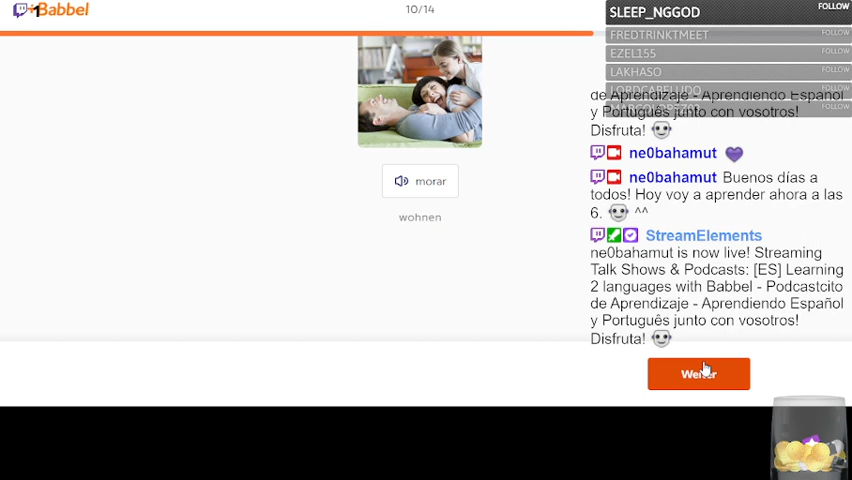 1
+Babbel
10/14
morar
wohnen
Weiter
SLEEP_NGGOD FOLLOW
FREDTRINKTMEET FOLLOW
EZEL155 FOLLOW
LAKHASO FOLLOW
LORDCABELUDO FOLLOW
FOLLOW
de Aprendizaje - Aprendiendo Español
y Português junto con vosotros!
Disfruta!
ne0bahamut
ne0bahamut Buenos días a
todos! Hoy voy a aprender ahora a las
6. ^^
StreamElements
ne0bahamut is now live! Streaming
Talk Shows & Podcasts: [ES] Learning
2 languages with Babbel - Podcastcito
de Aprendizaje - Aprendiendo Español
y Português junto con vosotros!
Disfruta!